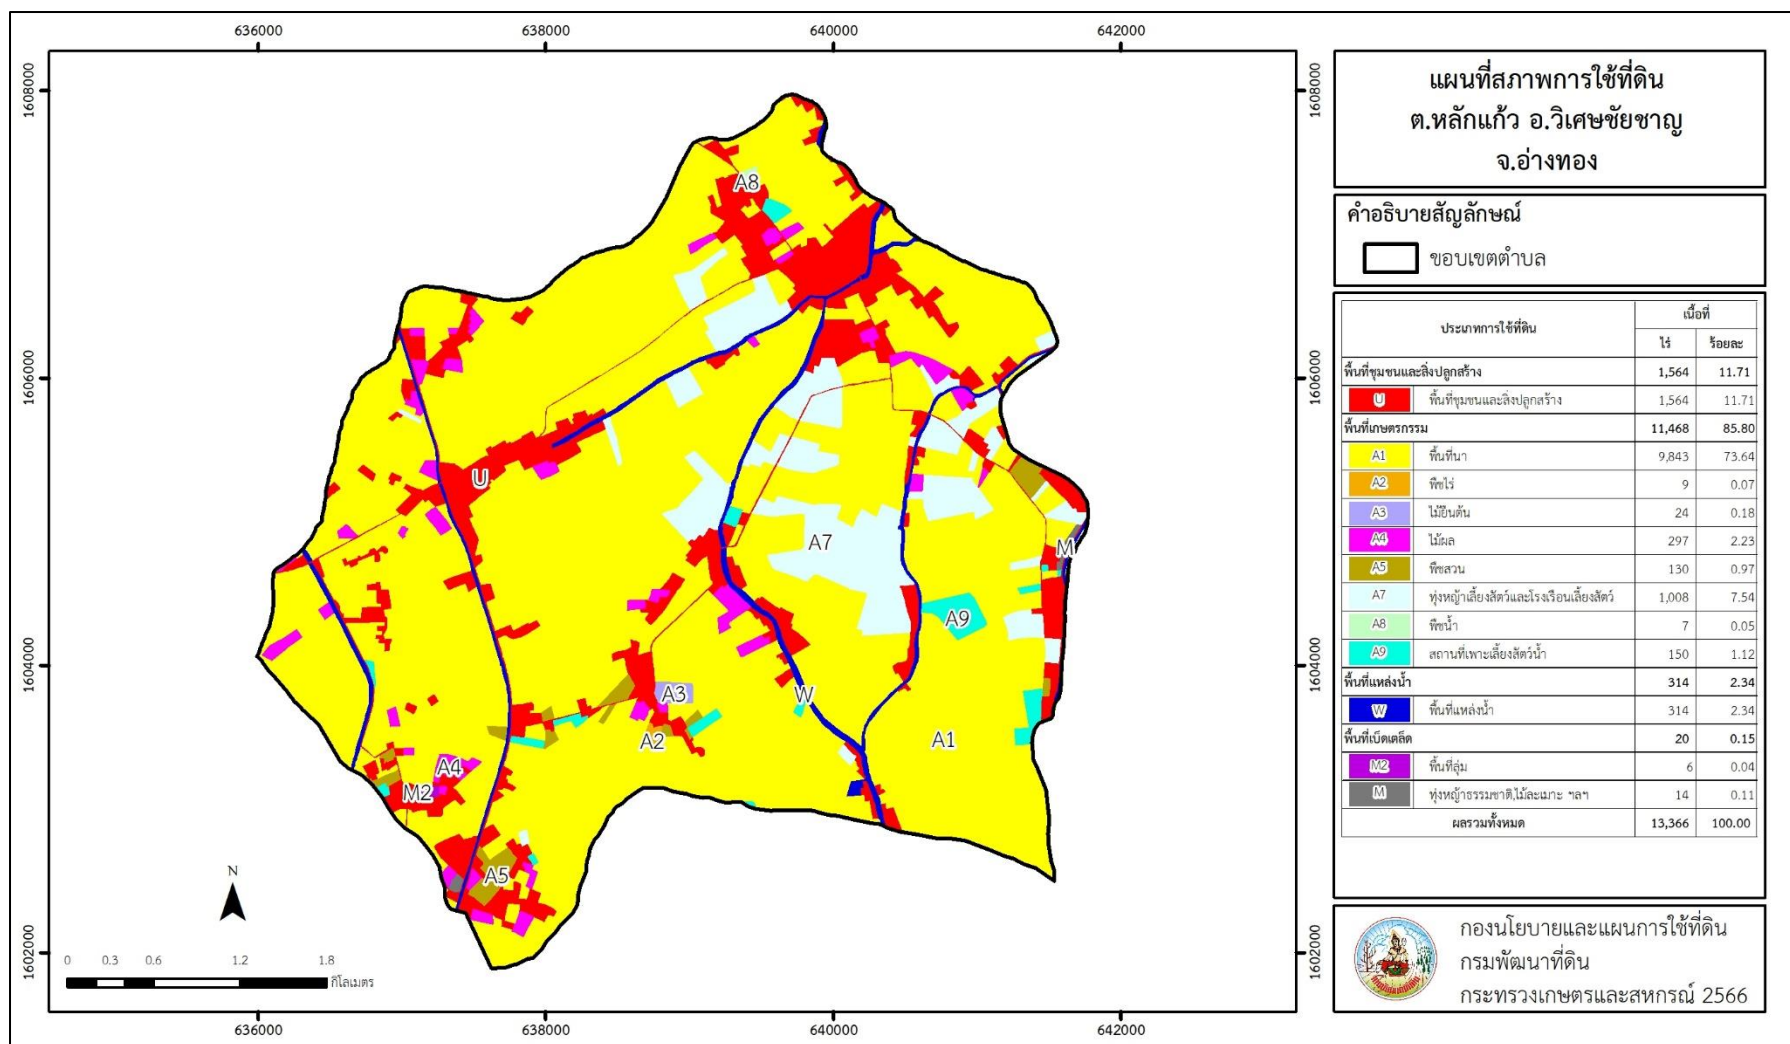 636000
638000
640000
642000
1608000
1606000
1604000
1602000
1608000
1606000
1604000
1602000
A8
U
A7
M
A9
A3
W
A2
A1
A4
M2
A5
N
0 0.3 0.6 1.2 1.8
กิโลเมตร
636000
638000
640000
642000
แผนที่สภาพการใช้ที่ดิน
ต.หลักแก้ว อ.วิเศษชัยชาญ
จ.อ่างทอง
คำอธิบายสัญลักษณ์
ขอบเขตตำบล
ประเภทการใช้ที่ดิน เนื้อที่
ไร่ ร้อยละ
พื้นที่ชุมชนและสิ่งปลูกสร้าง 1,564 11.71
U พื้นที่ชุมชนและสิ่งปลูกสร้าง 1,564 11.71
พื้นที่เกษตรกรรม 11,468 85.80
A1 พื้นที่นา 9,843 73.64
A2 พืชไร่ 9 0.07
A3 ไม้ยืนต้น 24 0.18
A4 ไม้ผล 297 2.23
A5 พืชสวน 130 0.97
A7 ทุ่งหญ้าเลี้ยงสัตว์และโรงเรือนเลี้ยงสัตว์ 1,008 7.54
A8 พืชน้ำ 7 0.05
A9 สถานที่เพาะเลี้ยงสัตว์น้ำ 150 1.12
พื้นที่แหล่งน้ำ 314 2.34
W พื้นที่แหล่งน้ำ 314 2.34
พื้นที่เบ็ดเตล็ด 20 0.15
M2 พื้นที่ลุ่ม 6 0.04
M ทุ่งหญ้าธรรมชาติ,ไม้ละเมาะ ฯลฯ 14 0.11
ผลรวมทั้งหมด 13,366 100.00
กองนโยบายและแผนการใช้ที่ดิน
กรมพัฒนาที่ดิน
กระทรวงเกษตรและสหกรณ์ 2566